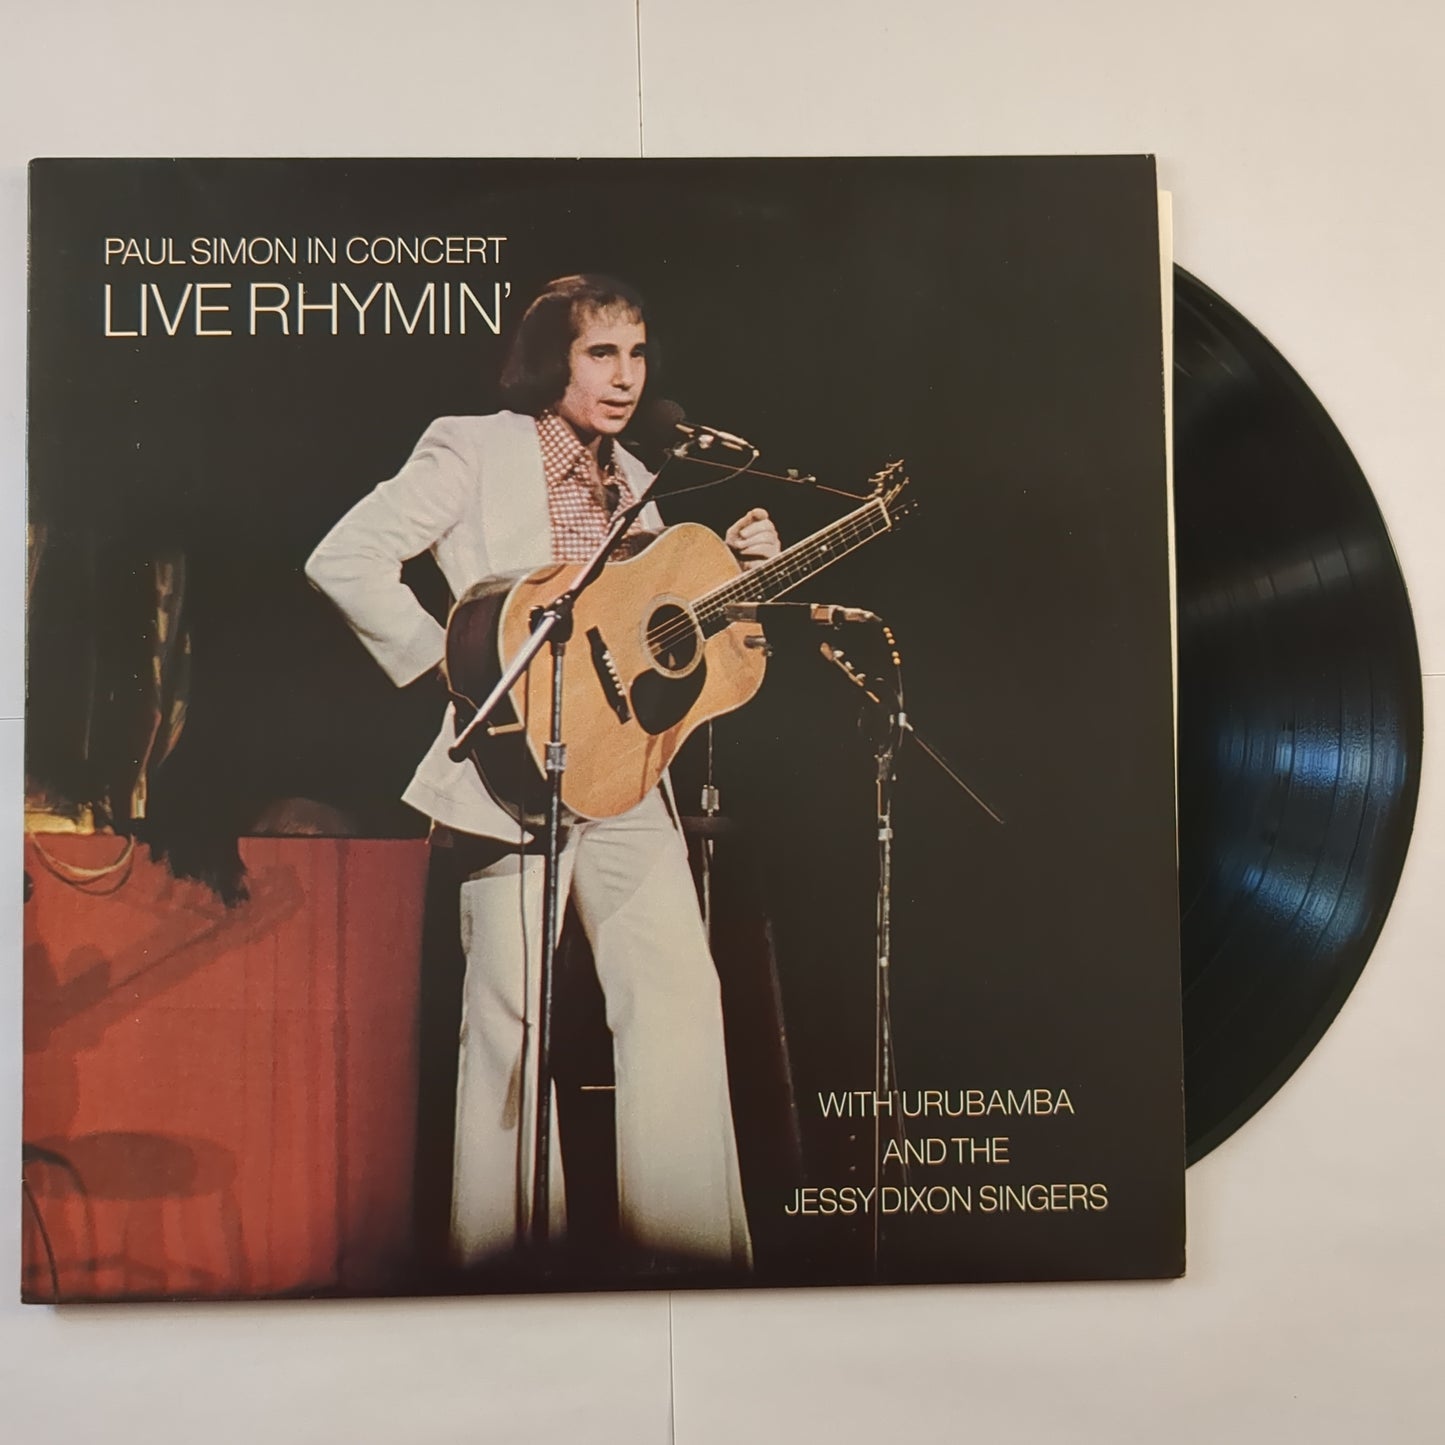 PAUL SIMON IN CONCERT
LIVE RHYMIN'
WITH URUBAMBA
AND THE
JESSY DIXON SINGERS